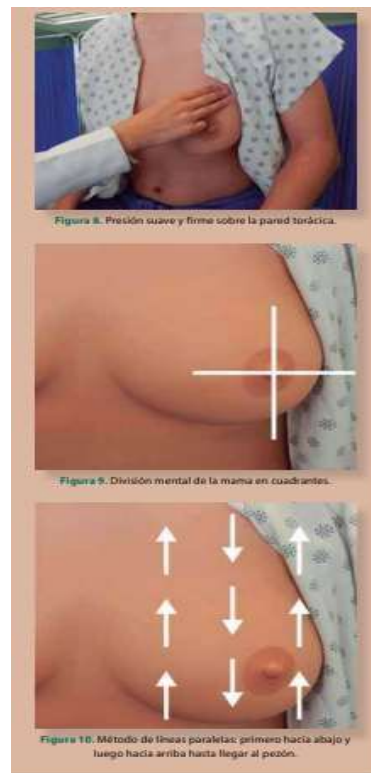 Figura 8. Presión suave y firme sobre la pared torácica.
Figura 9. División mental de la mama en cuadrantes.
Figura 10. Método de líneas paralelas: primero hacia abajo y
luego hacia arriba hasta llegar al pezón.